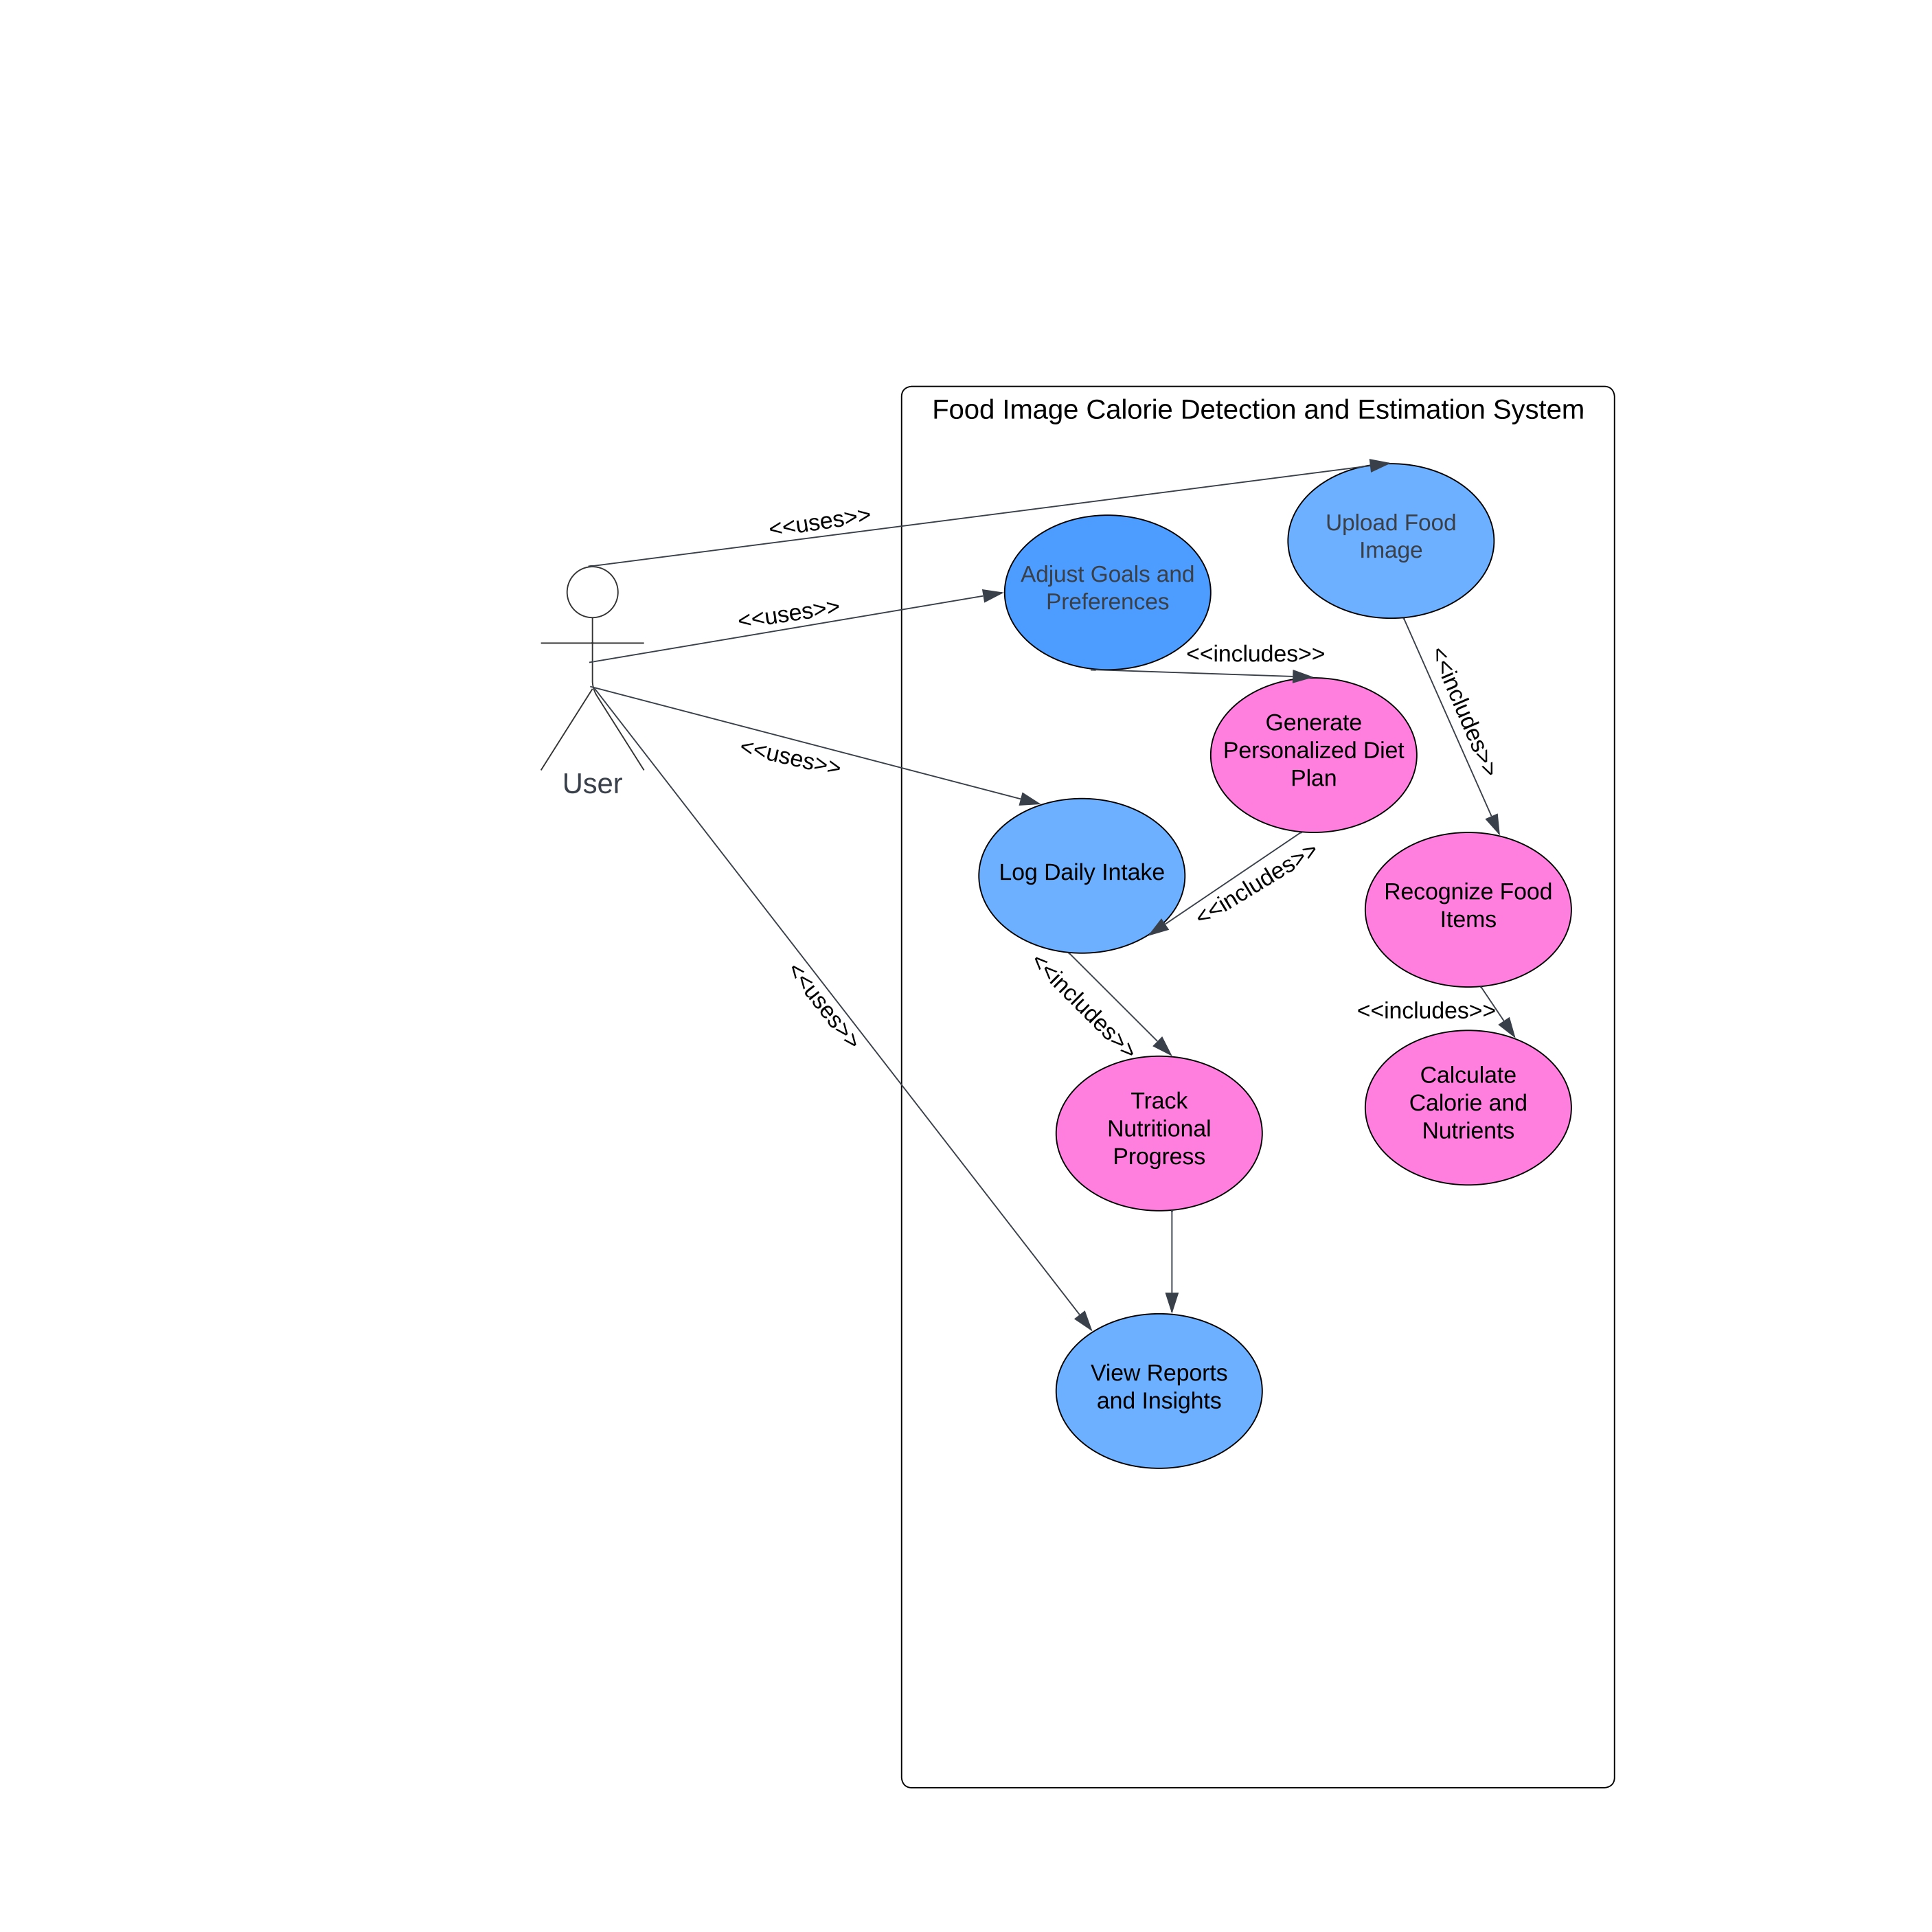 Food Image Calorie Detection and Estimation System
<<uses>>
Upload Food
Image
Adjust Goals and
Preferences
<<uses>>
<<includes>>
<<includes>>
Generate
Personalized Diet
Plan
<<uses>>
User
Log Daily Intake
<<includes>>
Recognize Food
Items
<<includes>>
<<uses>>
<<includes>>
Calculate
Calorie and
Nutrients
Track
Nutritional
Progress
View Reports
and Insights